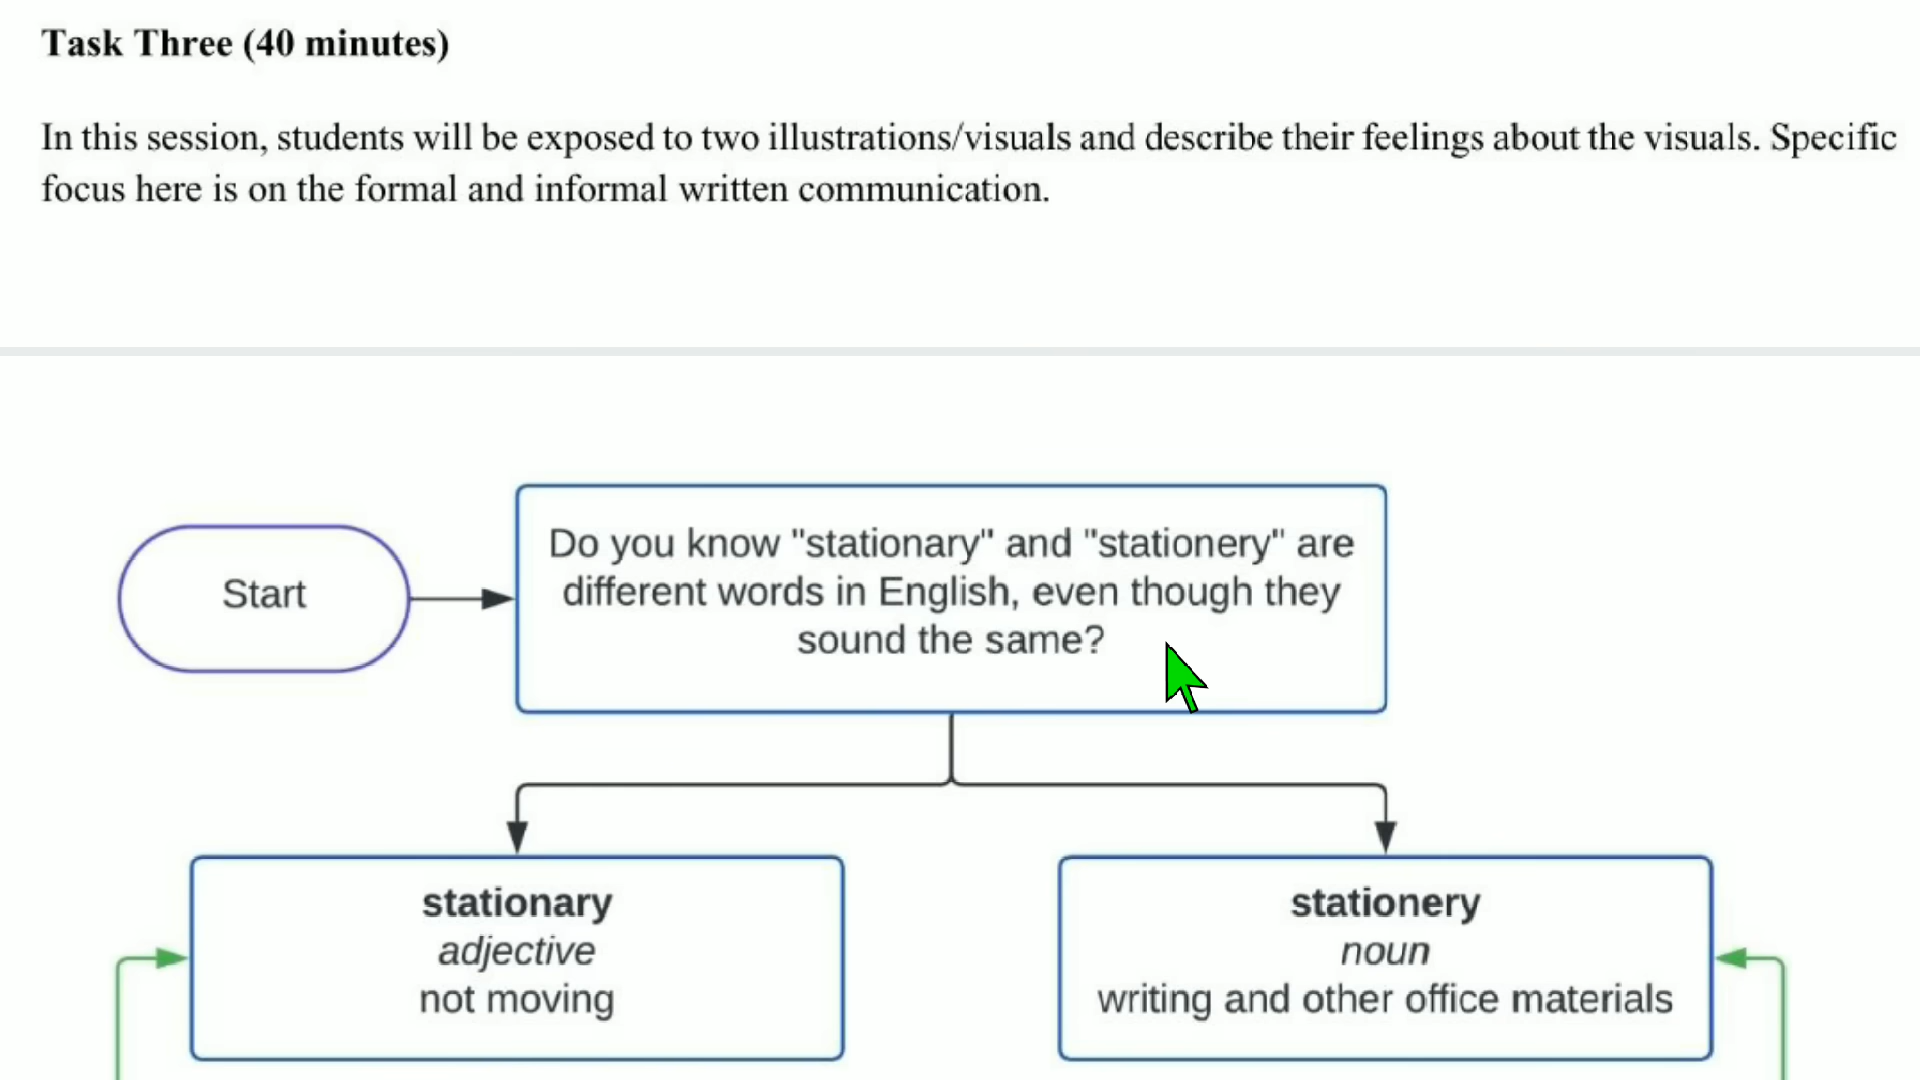 Task Three (40 minutes)
In this session, students will be exposed to two illustrations/visuals and describe their feelings about the visuals. Specific
focus here is on the formal and informal written communication.
Start
Do you know "stationary" and "stationery" are
different words in English, even though they
sound the same?
stationary
adjective
not moving
stationery
noun
writing and other office materials